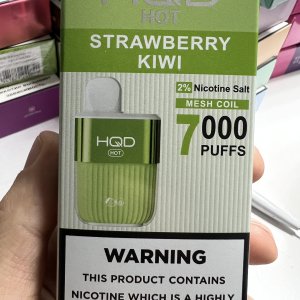 HQD
HOT
STRAWBERRY
KIWI
2% Nicotine Salt
MESH COIL
7000
PUFFS
HQD
HOT
WARNING
THIS PRODUCT CONTAINS
NICOTINE WHICH IS A HIGHLY